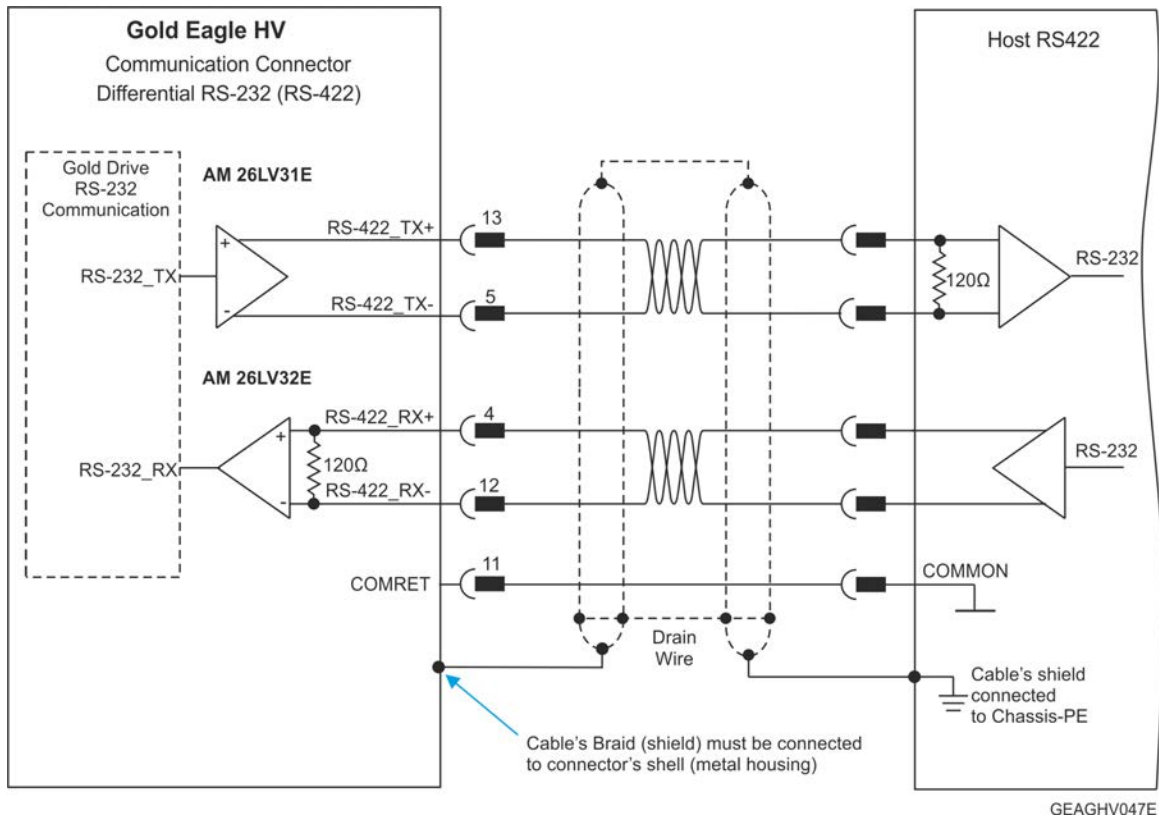 Gold Eagle HV
Communication Connector
Differential RS-232 (RS-422)
Host RS422
Gold Drive
RS-232
Communication
AM 26LV31E
+
-
RS-232_TX
RS-422_TX+
13
RS-422_TX-
5
120Ω
RS-232
AM 26LV32E
+
-
RS-232_RX
120Ω
RS-422_RX+
4
RS-422_RX-
12
RS-232
COMRET
11
COMMON
Drain
Wire
Cable's shield
connected
to Chassis-PE
Cable's Braid (shield) must be connected
to connector's shell (metal housing)
GEAGHV047E